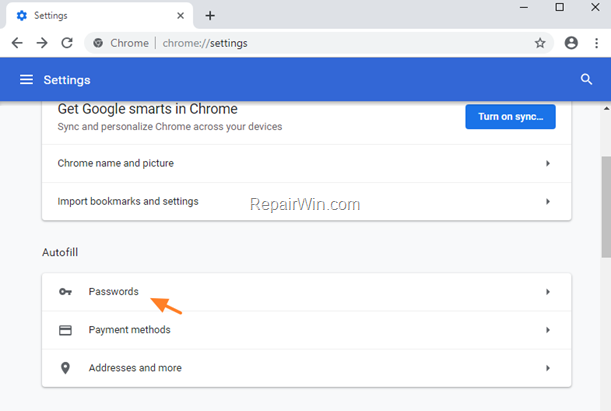 Settings
Chrome
chrome://settings
Settings
Get Google smarts in Chrome
Sync and personalize Chrome across your devices
Turn on sync...
Chrome name and picture
Import bookmarks and settings
RepairWin.com
Autofill
Passwords
Payment methods
Addresses and more